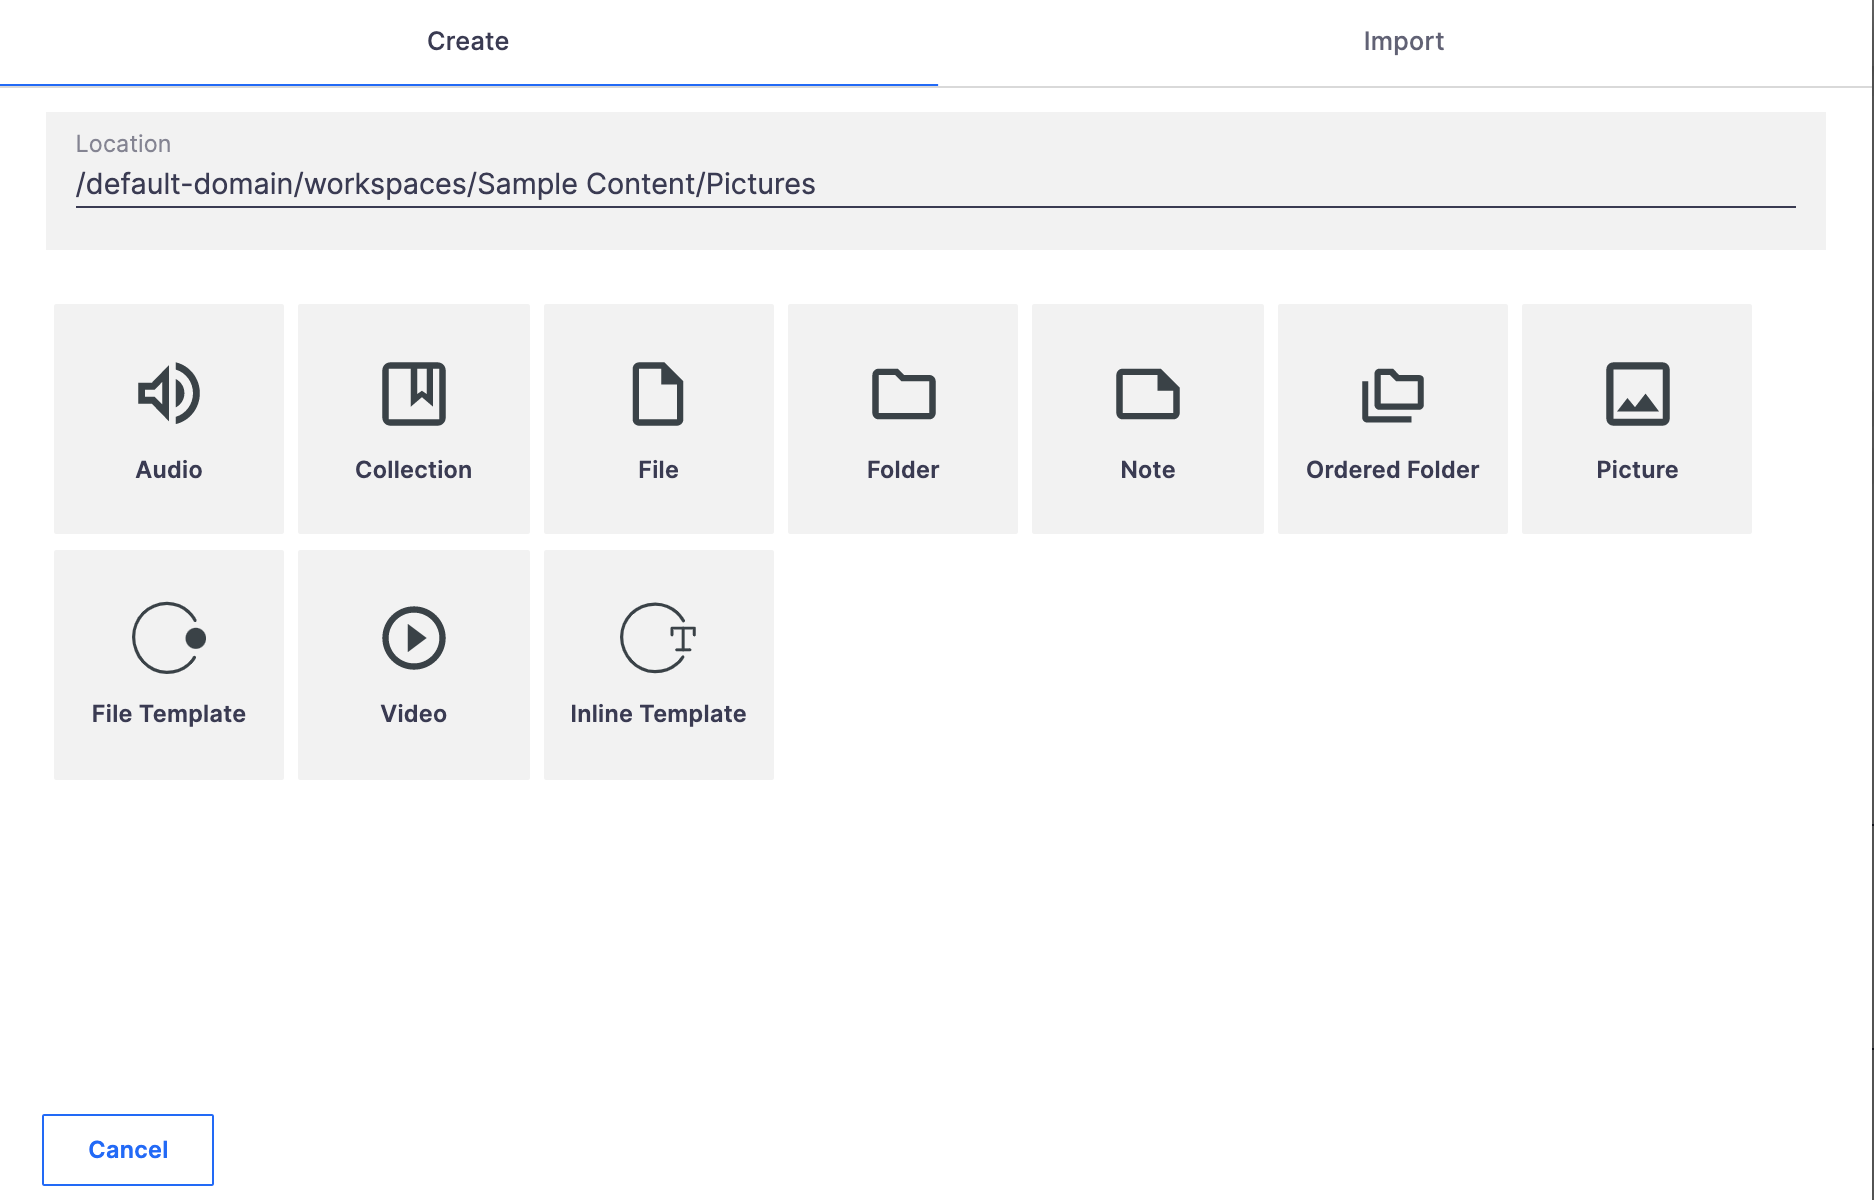 Create
Import
Location
/default-domain/workspaces/Sample Content/Pictures
Audio
Collection
File
Folder
Note
Ordered Folder
Picture
File Template
Video
Inline Template
Cancel